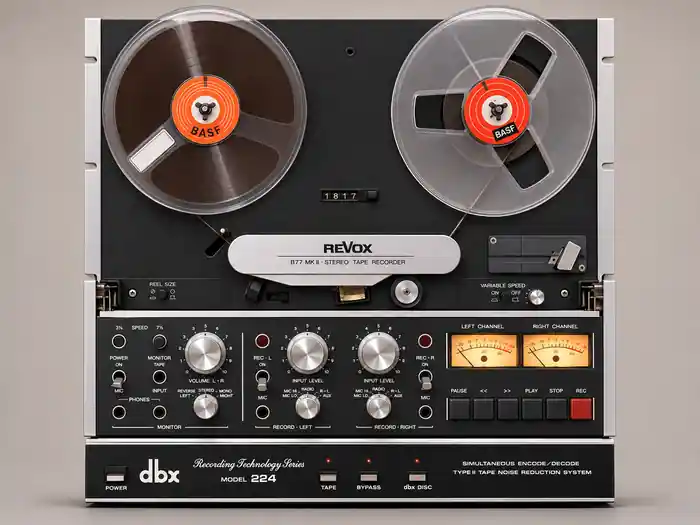 BASF
BASF
1817
REVOX
B77 MK II · STEREO TAPE RECORDER
REEL SIZE
VARIABLE SPEED
ON OFF
3¾ SPEED 7½
POWER
ON
MONITOR
TAPE
INPUT
MIC
PHONES
VOLUME L · R
REVERSE STEREO MONO
LEFT RIGHT
MONITOR
REC · L
ON
MIC
INPUT LEVEL
MIC HI RADIO R→L
MIC LO AUX
RECORD · LEFT
INPUT LEVEL
MIC HI RADIO L
MIC LO AUX
RECORD · RIGHT
REC · R
ON
MIC
LEFT CHANNEL RIGHT CHANNEL
PAUSE << >> PLAY STOP REC
POWER
dbx
Recording Technology Series
MODEL 224
TAPE BYPASS dbx DISC
SIMULTANEOUS ENCODE/DECODE
TYPE II TAPE NOISE REDUCTION SYSTEM